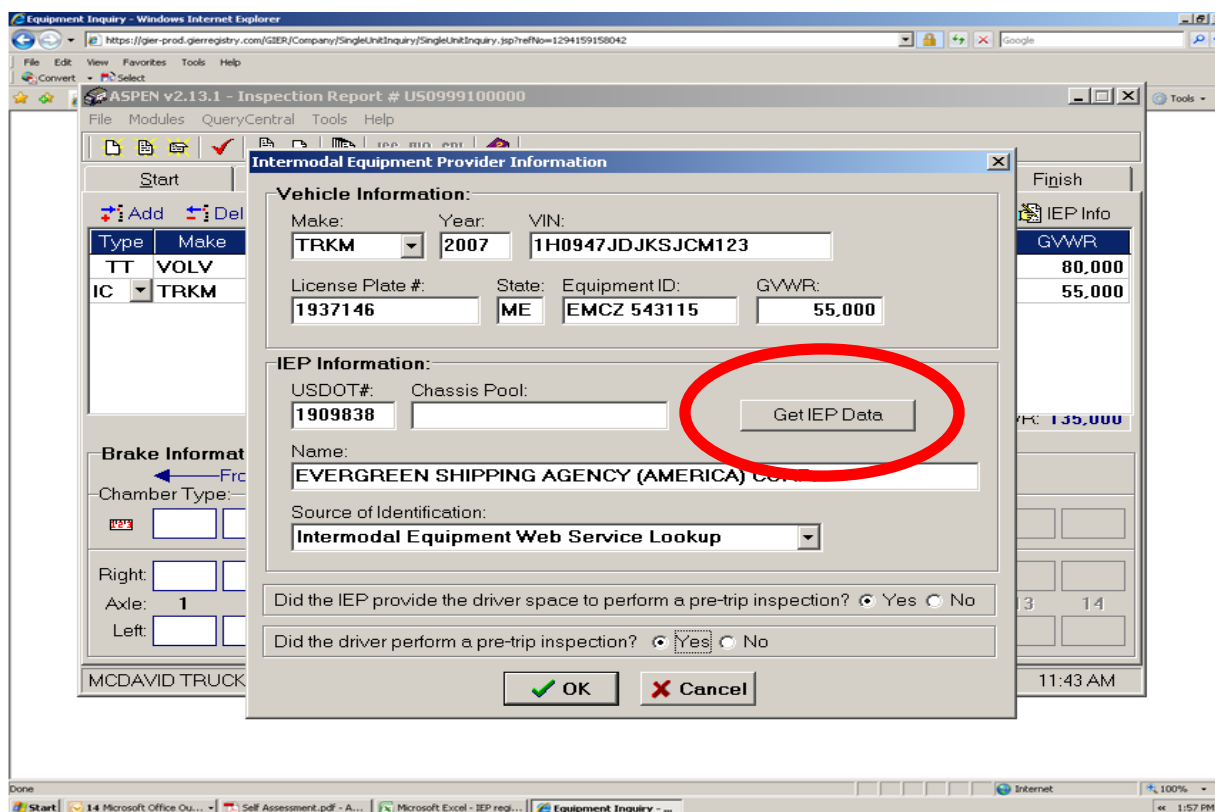 Equipment Inquiry - Windows Internet Explorer
https://gier-prod.gierregistry.com/GIER/Company/SingleUnitInquiry/SingleUnitInquiry.jsp?refNo=1294159158042
Google
File Edit View Favorites Tools Help
Convert Select
Tools
ASPEN v2.13.1 - Inspection Report # US0999100000
File Modules QueryCentral Tools Help
Intermodal Equipment Provider Information
Start
Finish
Add Del
IEP Info
Type Make
GVWR
TT VOLV
80,000
IC TRKM
55,000
135,000
Vehicle Information:
Make: Year: VIN:
TRKM 2007 1H0947JDJKSJCM123
License Plate #: State: Equipment ID: GVWR:
1937146 ME EMCZ 543115 55,000
IEP Information:
USDOT#: Chassis Pool:
1909838
Get IEP Data
Name:
EVERGREEN SHIPPING AGENCY (AMERICA)
Source of Identification:
Intermodal Equipment Web Service Lookup
Did the IEP provide the driver space to perform a pre-trip inspection? Yes No
Did the driver perform a pre-trip inspection? Yes No
OK Cancel
Brake Informat
Fro
Chamber Type:
Right:
Axle: 1
13 14
Left:
MCDAVID TRUCK
11:43 AM
Done
Internet
100%
Start 14 Microsoft Office Ou... Self Assessment.pdf - A... Microsoft Excel - IEP regi... Equipment Inquiry - ...
1:57 PM